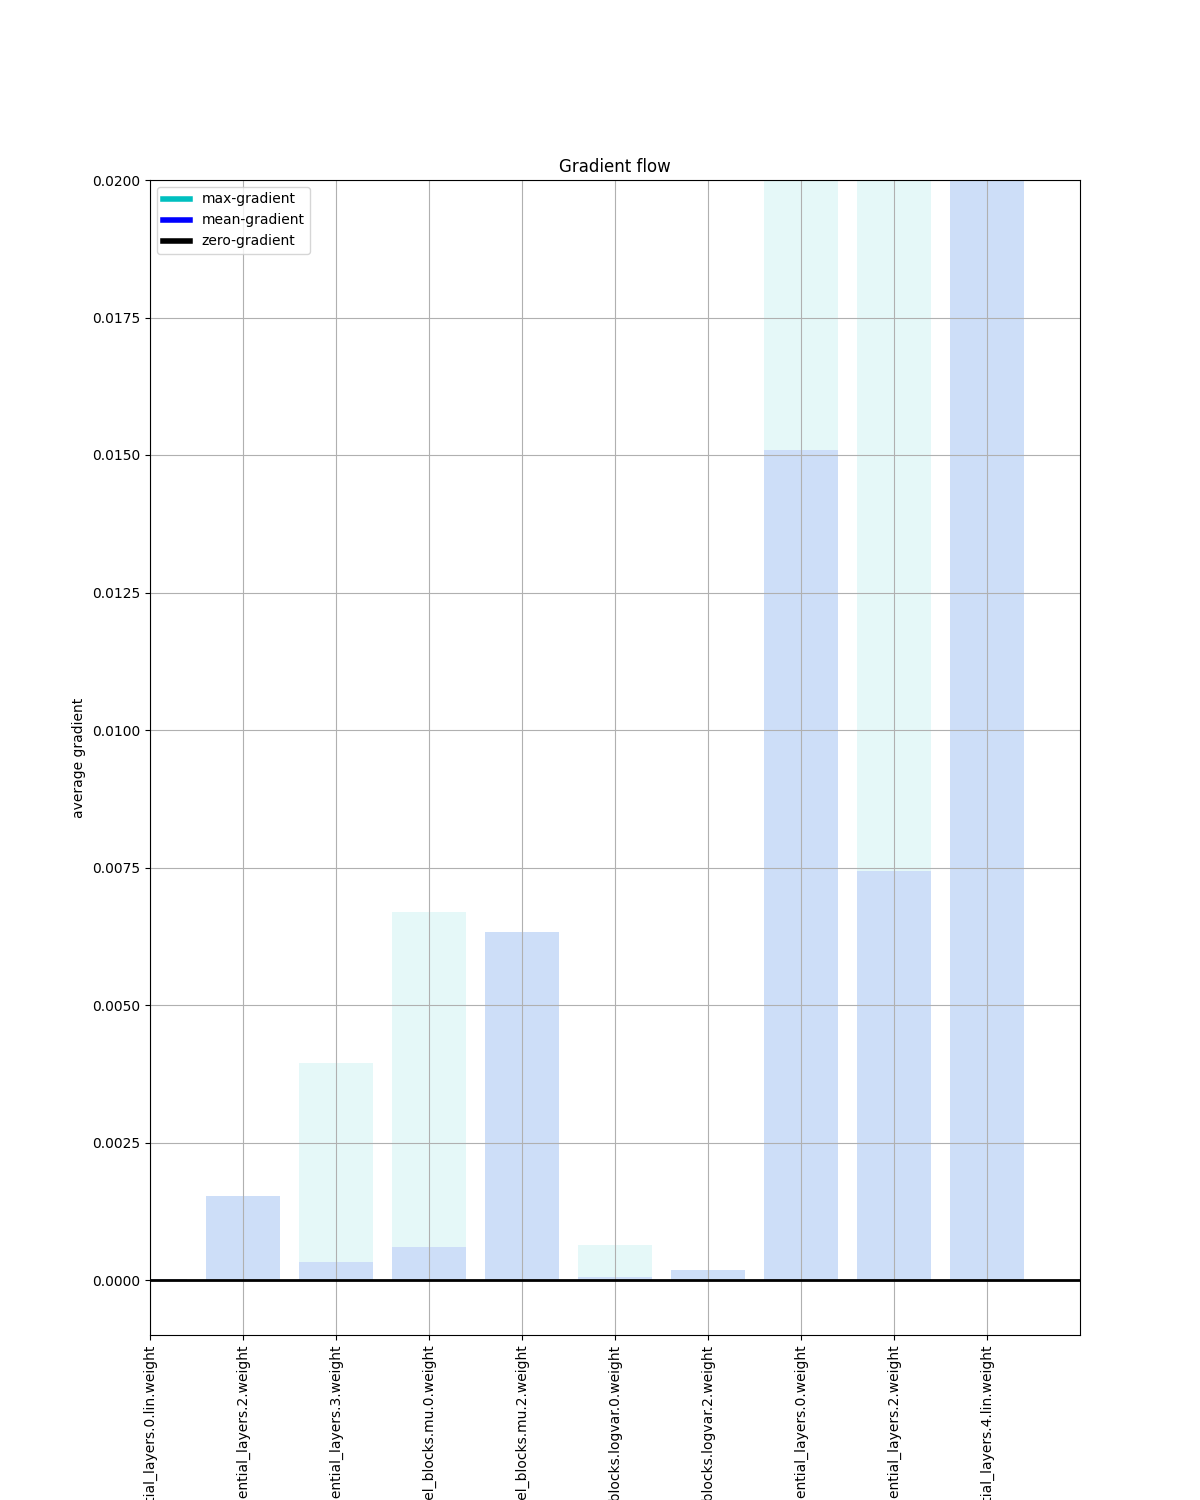 Gradient flow
max-gradient
mean-gradient
zero-gradient
0.0200
0.0175
0.0150
0.0125
0.0100
0.0075
0.0050
0.0025
0.0000
average gradient
tial_layers.0.lin.weight
ential_layers.2.weight
ential_layers.3.weight
el_blocks.mu.0.weight
el_blocks.mu.2.weight
blocks.logvar.0.weight
blocks.logvar.2.weight
ential_layers.0.weight
ential_layers.2.weight
tial_layers.4.lin.weight